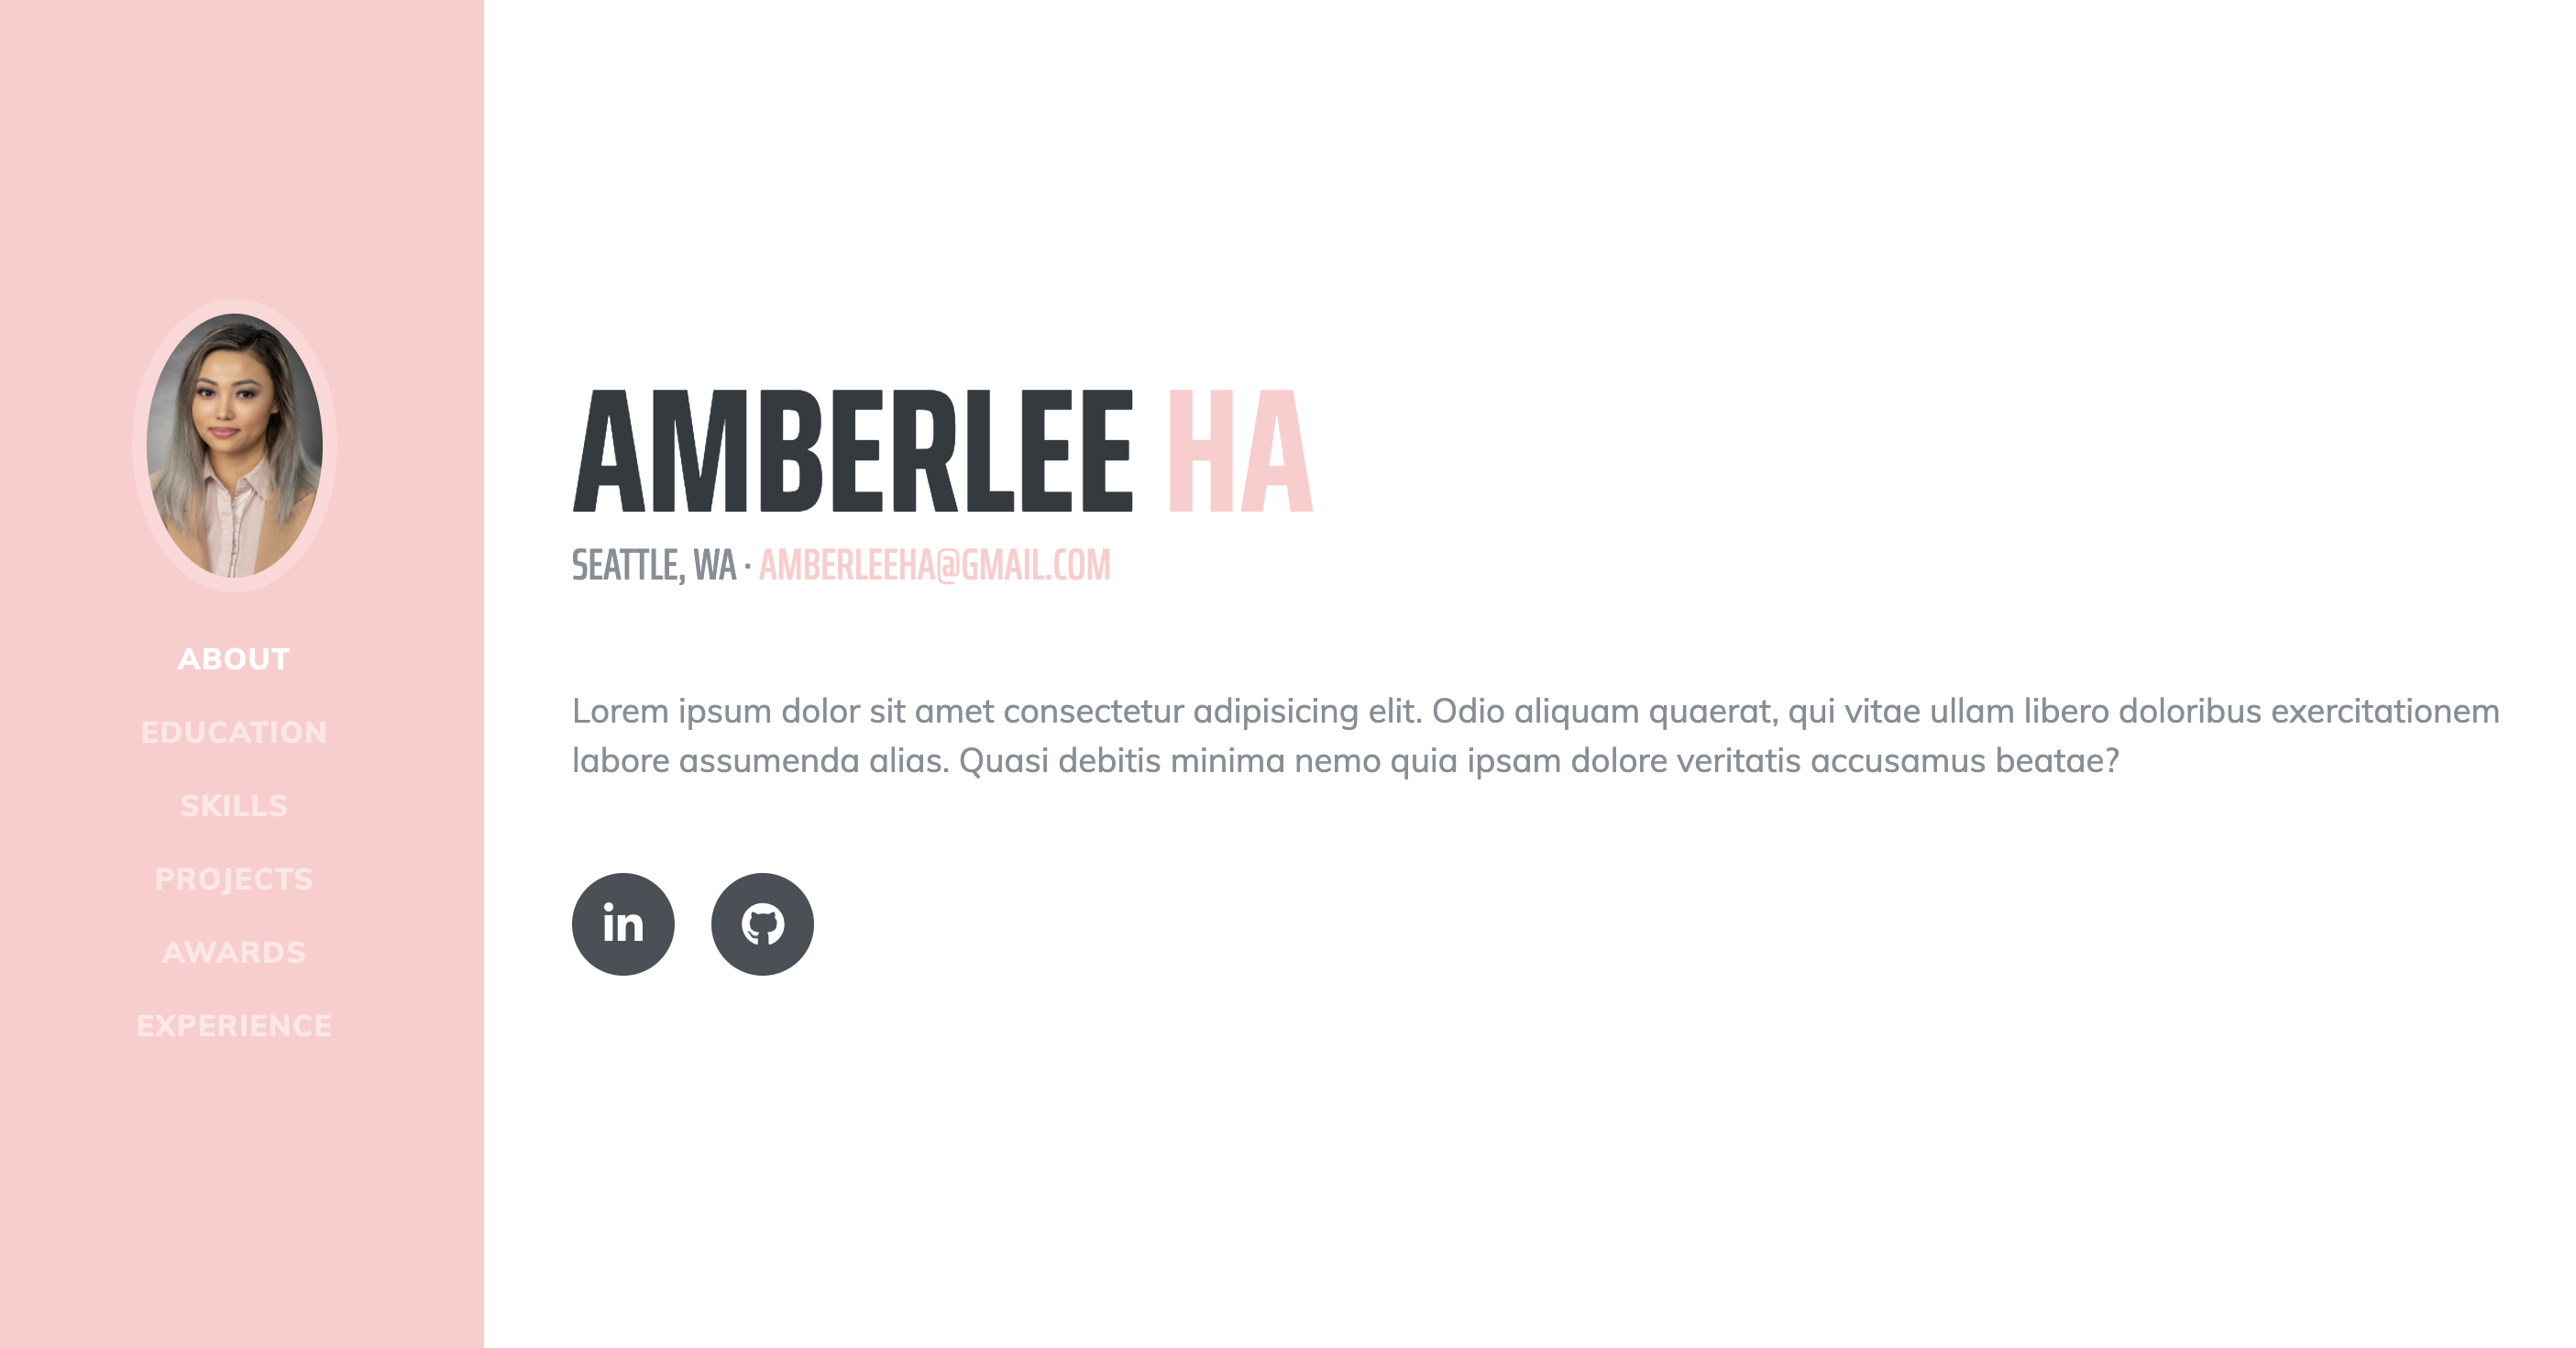 ABOUT
EDUCATION
SKILLS
PROJECTS
AWARDS
EXPERIENCE
AMBERLEE HA
SEATTLE, WA · AMBERLEEHA@GMAIL.COM
Lorem ipsum dolor sit amet consectetur adipisicing elit. Odio aliquam quaerat, qui vitae ullam libero doloribus exercitationem
labore assumenda alias. Quasi debitis minima nemo quia ipsam dolore veritatis accusamus beatae?
in